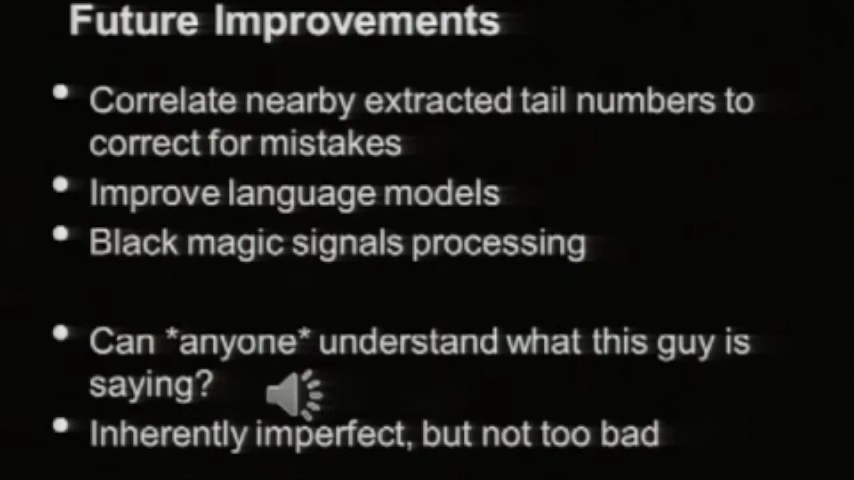 Future Improvements
• Correlate nearby extracted tail numbers to
correct for mistakes
• Improve language models
• Black magic signals processing
• Can *anyone* understand what this guy is
saying?
• Inherently imperfect, but not too bad